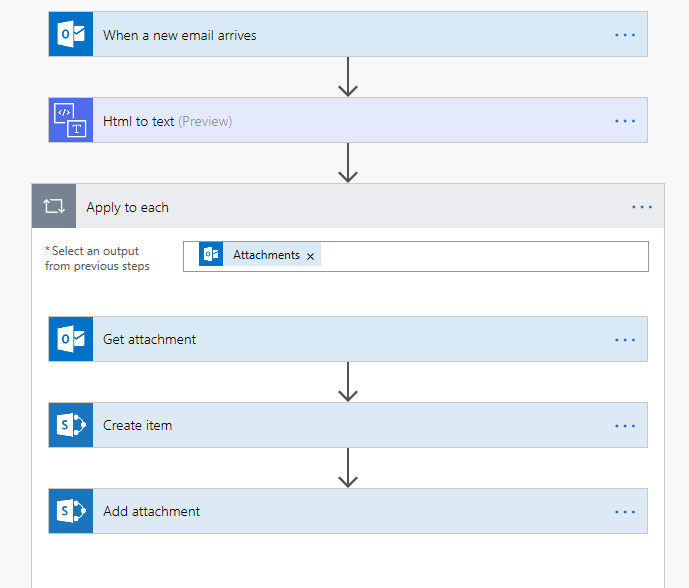 When a new email arrives
Html to text (Preview)
Apply to each
*Select an output
from previous steps
Attachments ×
Get attachment
Create item
Add attachment